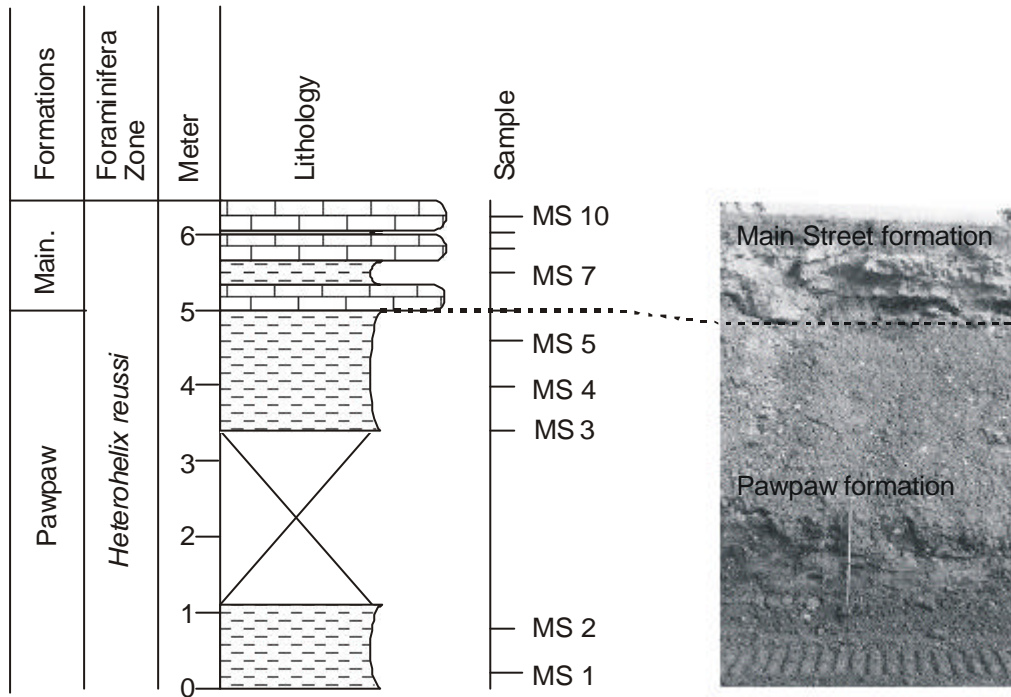 Formations
Foraminifera
Zone
Meter
Lithology
Sample
Main.
Pawpaw
Heterohelix reussi
6
5
4
3
2
1
0
MS 10
MS 7
MS 5
MS 4
MS 3
MS 2
MS 1
Main Street formation
Pawpaw formation